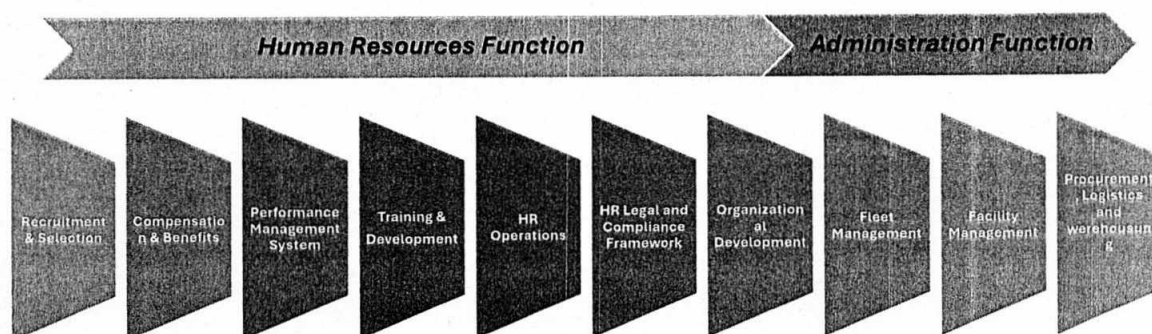 Human Resources Function
Administration Function
Recruitment
& Selection
Compensatio
n & Benefits
Performance
Management
System
Training &
Development
HR
Operations
HR Legal and
Compliance
Framework
Organization
al
Development
Fleet
Management
Facility
Management
Procurement
, Logistics
and
warehousin
g